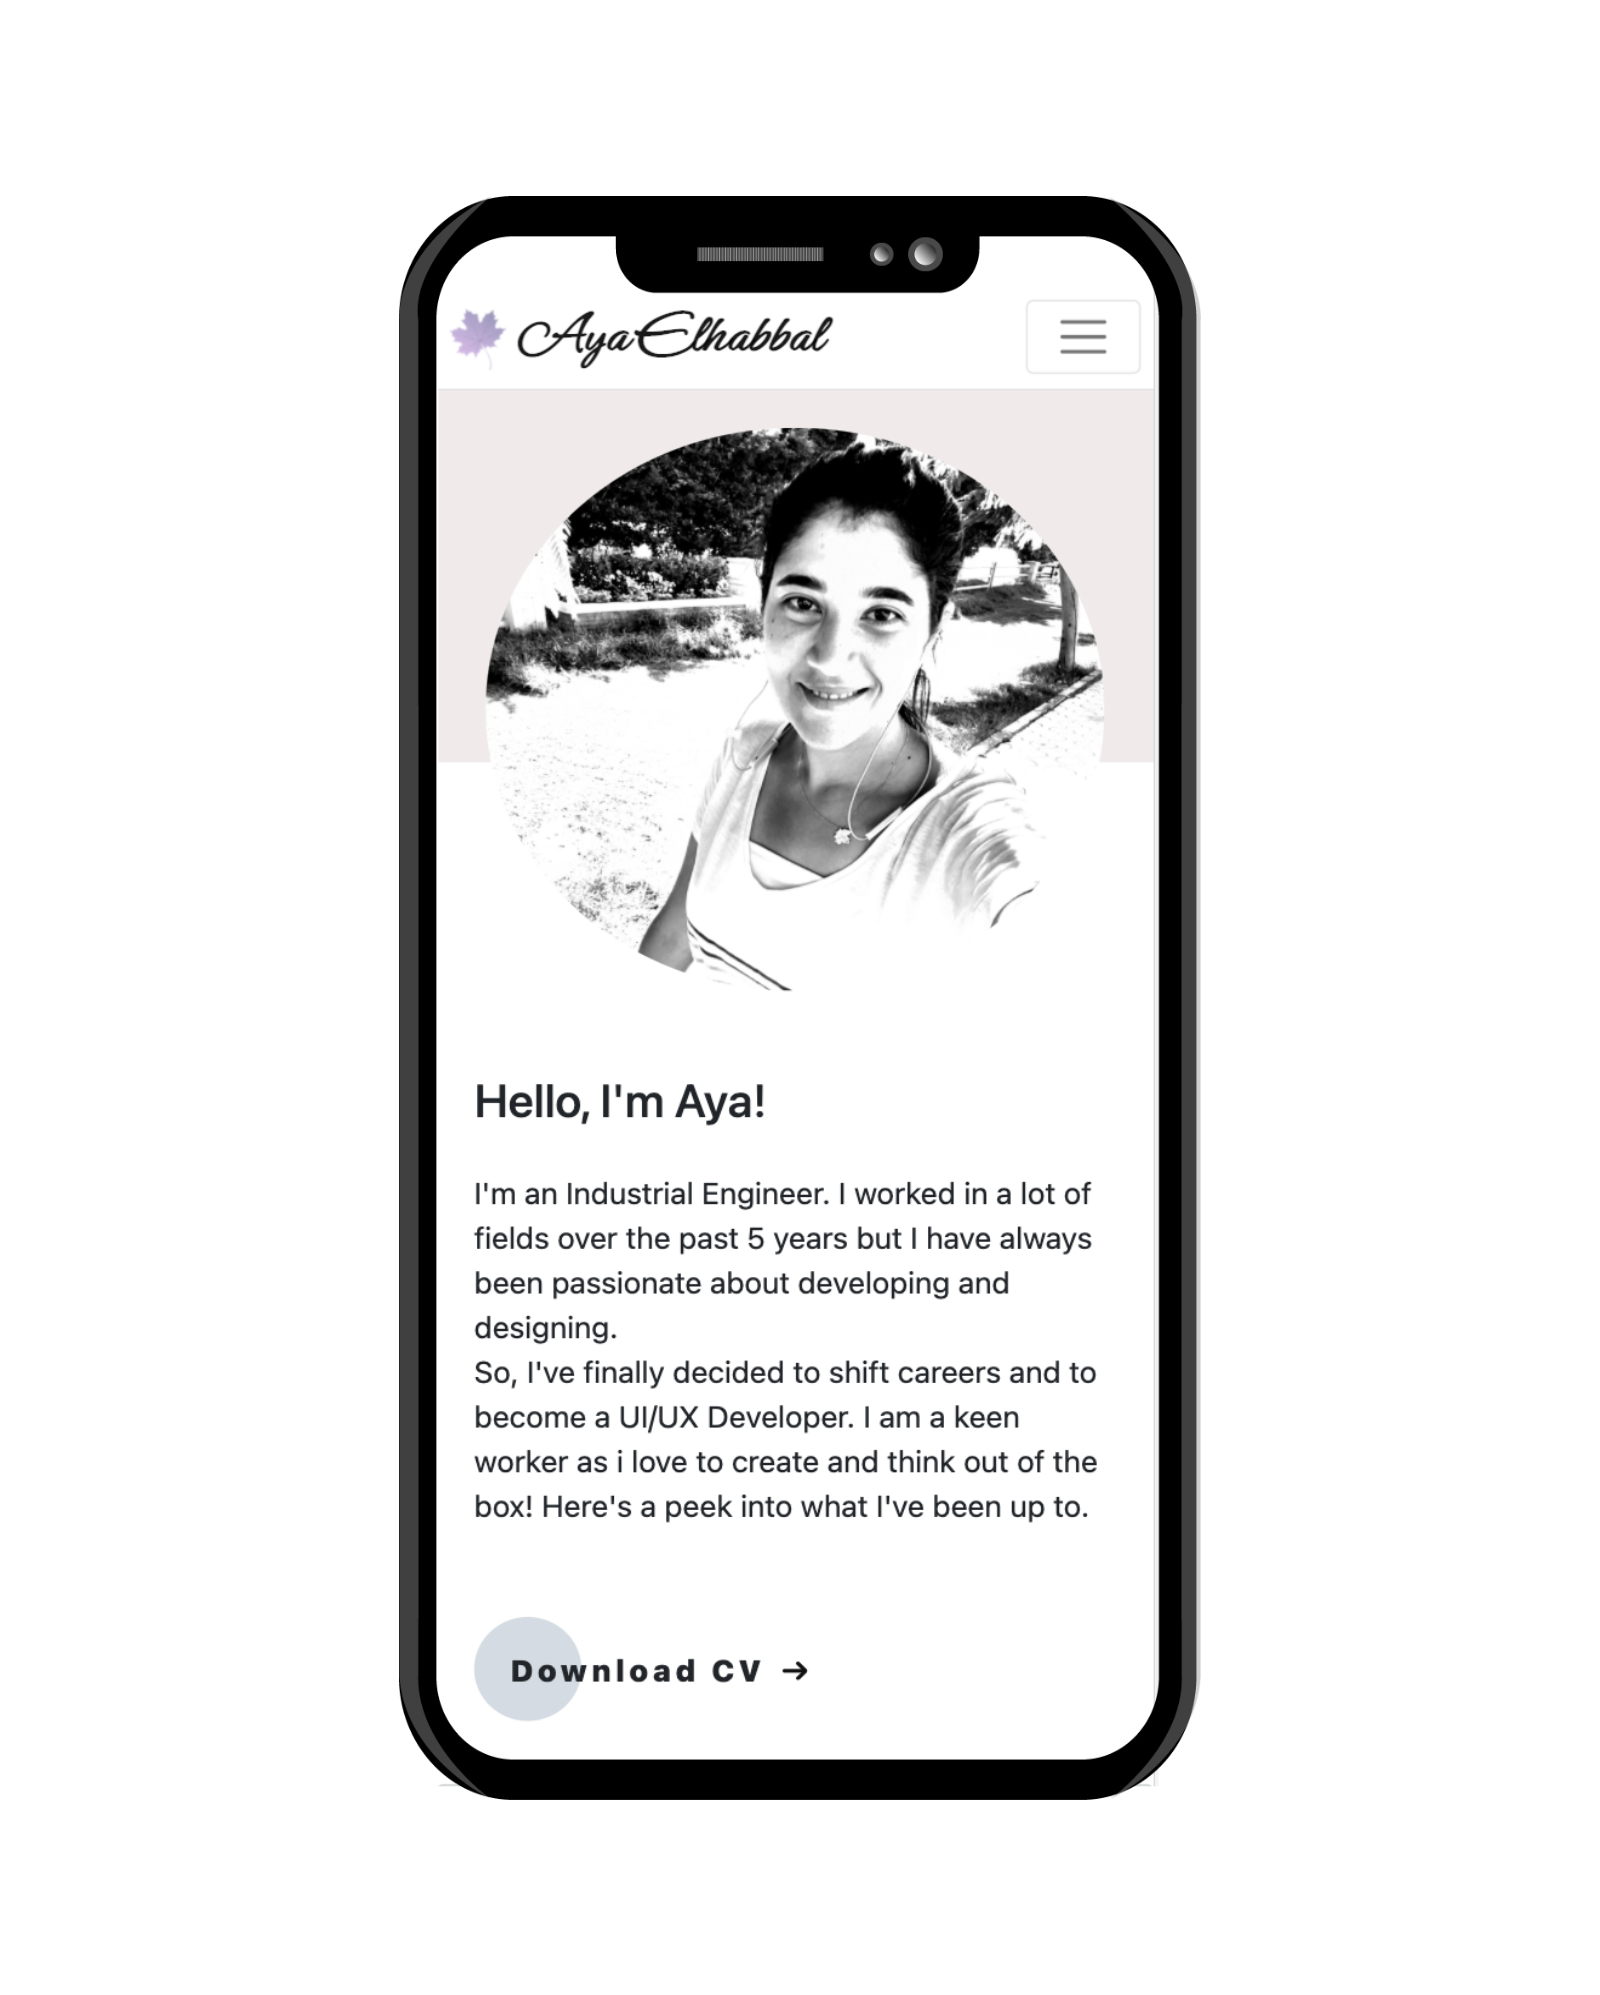 Aya Elhabbal
Hello, I'm Aya!
I'm an Industrial Engineer. I worked in a lot of
fields over the past 5 years but I have always
been passionate about developing and
designing.
So, I've finally decided to shift careers and to
become a UI/UX Developer. I am a keen
worker as i love to create and think out of the
box! Here's a peek into what I've been up to.
Download CV →